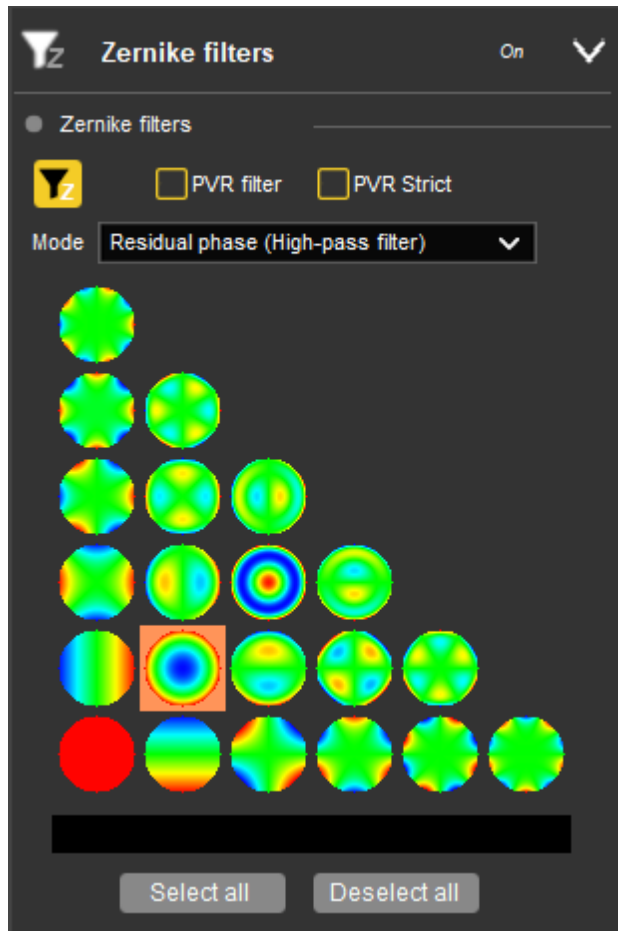 Z Zernike filters On
Zernike filters
Z PVR filter PVR Strict
Mode Residual phase (High-pass filter)
Select all Deselect all